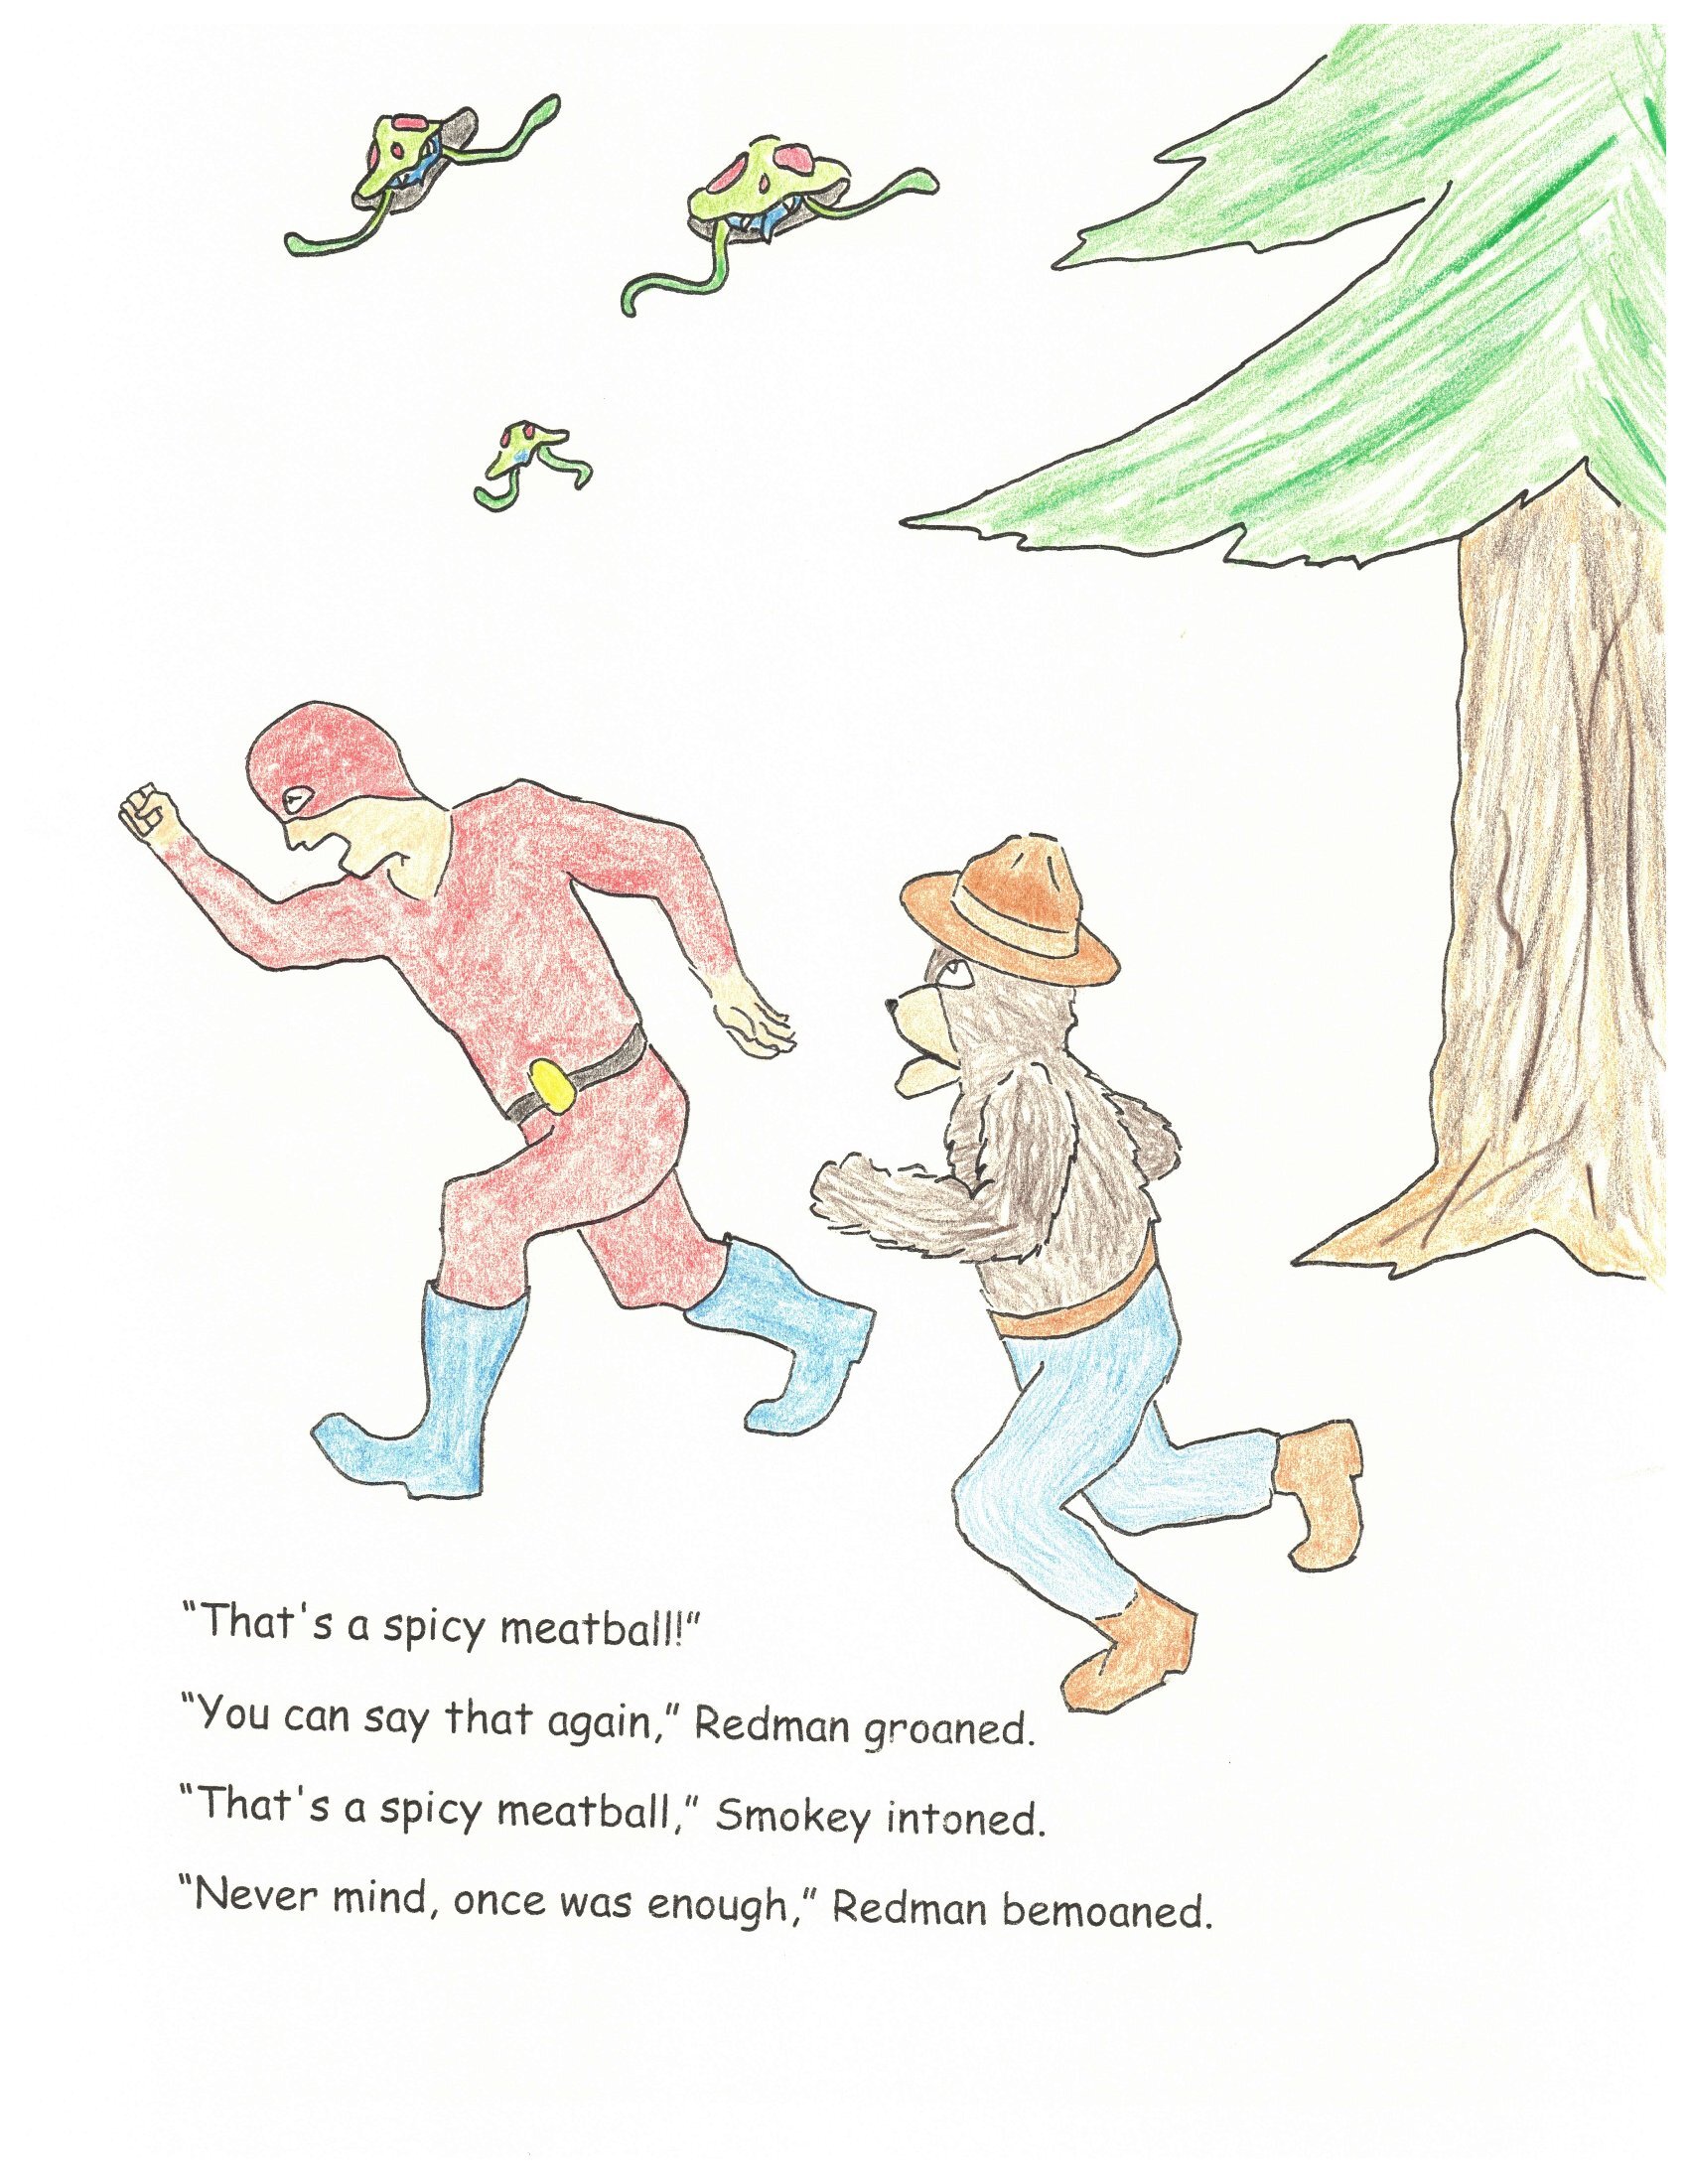 "That's a spicy meatball!"
"You can say that again," Redman groaned.
"That's a spicy meatball," Smokey intoned.
"Never mind, once was enough," Redman bemoaned.